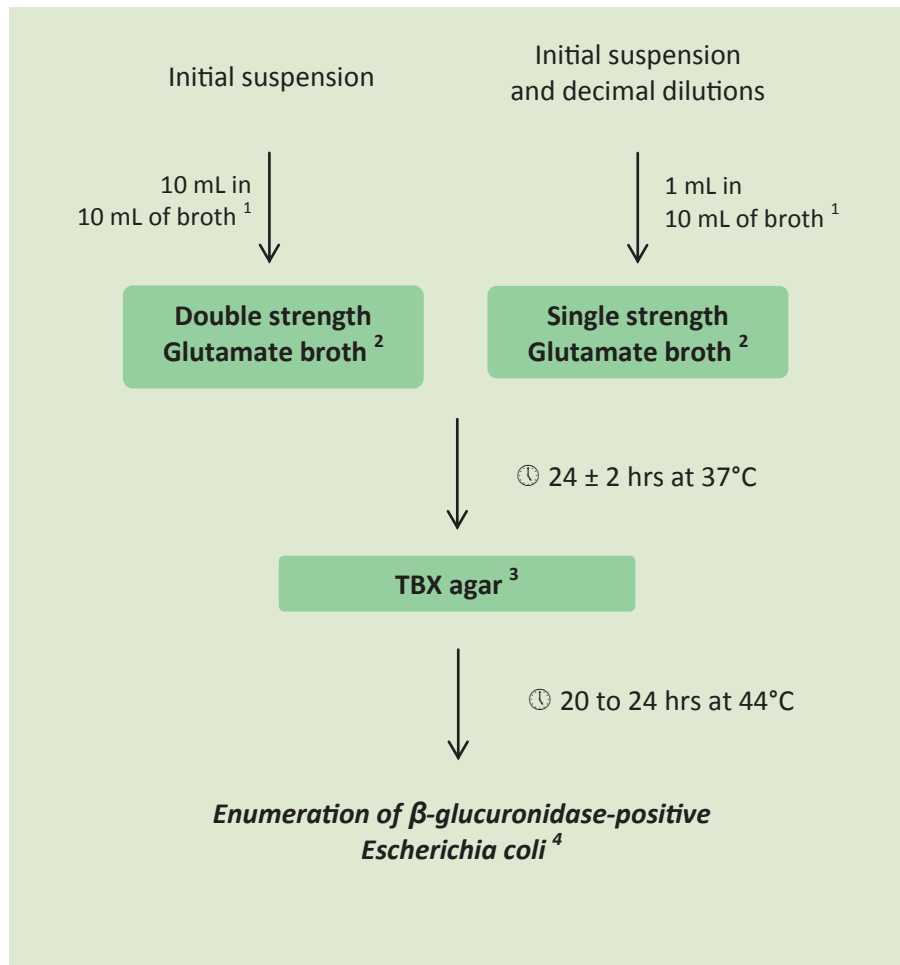 Initial suspension
Initial suspension
and decimal dilutions
10 mL in
10 mL of broth 1
1 mL in
10 mL of broth 1
Double strength
Glutamate broth 2
Single strength
Glutamate broth 2
24 ± 2 hrs at 37°C
TBX agar 3
20 to 24 hrs at 44°C
Enumeration of β-glucuronidase-positive
Escherichia coli 4